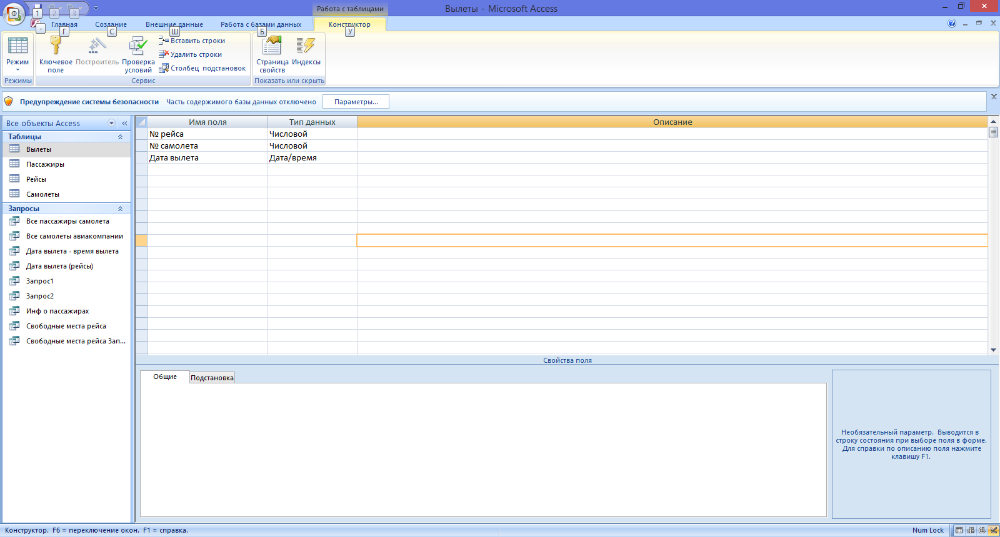 Работа с таблицами
Вылеты - Microsoft Access
1 2 3
Главная Создание Внешние данные Работа с базами данных Конструктор
- Г С Ш Б У
Режим
Ключевое поле
Построитель
Проверка условий
Вставить строки
Удалить строки
Столбец подстановок
Страница свойств
Индексы
Режимы Сервис Показать или скрыть
Предупреждение системы безопасности Часть содержимого базы данных отключено Параметры...
Все объекты Access
Таблицы
Вылеты
Пассажиры
Рейсы
Самолеты
Запросы
Все пассажиры самолета
Все самолеты авиакомпании
Дата вылета - время вылета
Дата вылета (рейсы)
Запрос1
Запрос2
Инф о пассажирах
Свободные места рейса
Свободные места рейса Зап...
Имя поля Тип данных Описание
№ рейса Числовой
№ самолета Числовой
Дата вылета Дата/время
Свойства поля
Общие Подстановка
Необязательный параметр. Выводится в
строку состояния при выборе поля в форме.
Для справки по описанию поля нажмите
клавишу F1.
Конструктор. F6 = переключение окон. F1 = справка.
Num Lock